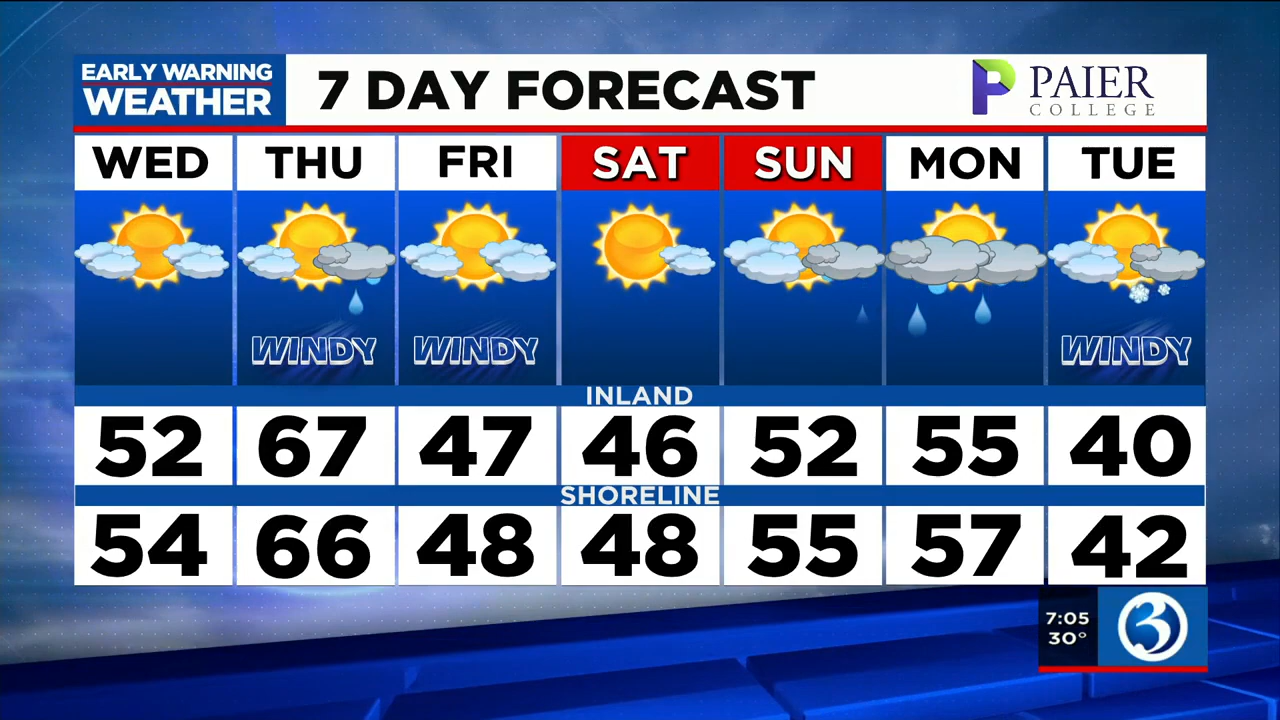 EARLY WARNING
WEATHER
7 DAY FORECAST
PAIER
COLLEGE
WED THU FRI SAT SUN MON TUE
WINDY WINDY WINDY
INLAND
52 67 47 46 52 55 40
SHORELINE
54 66 48 48 55 57 42
7:05
30°
3